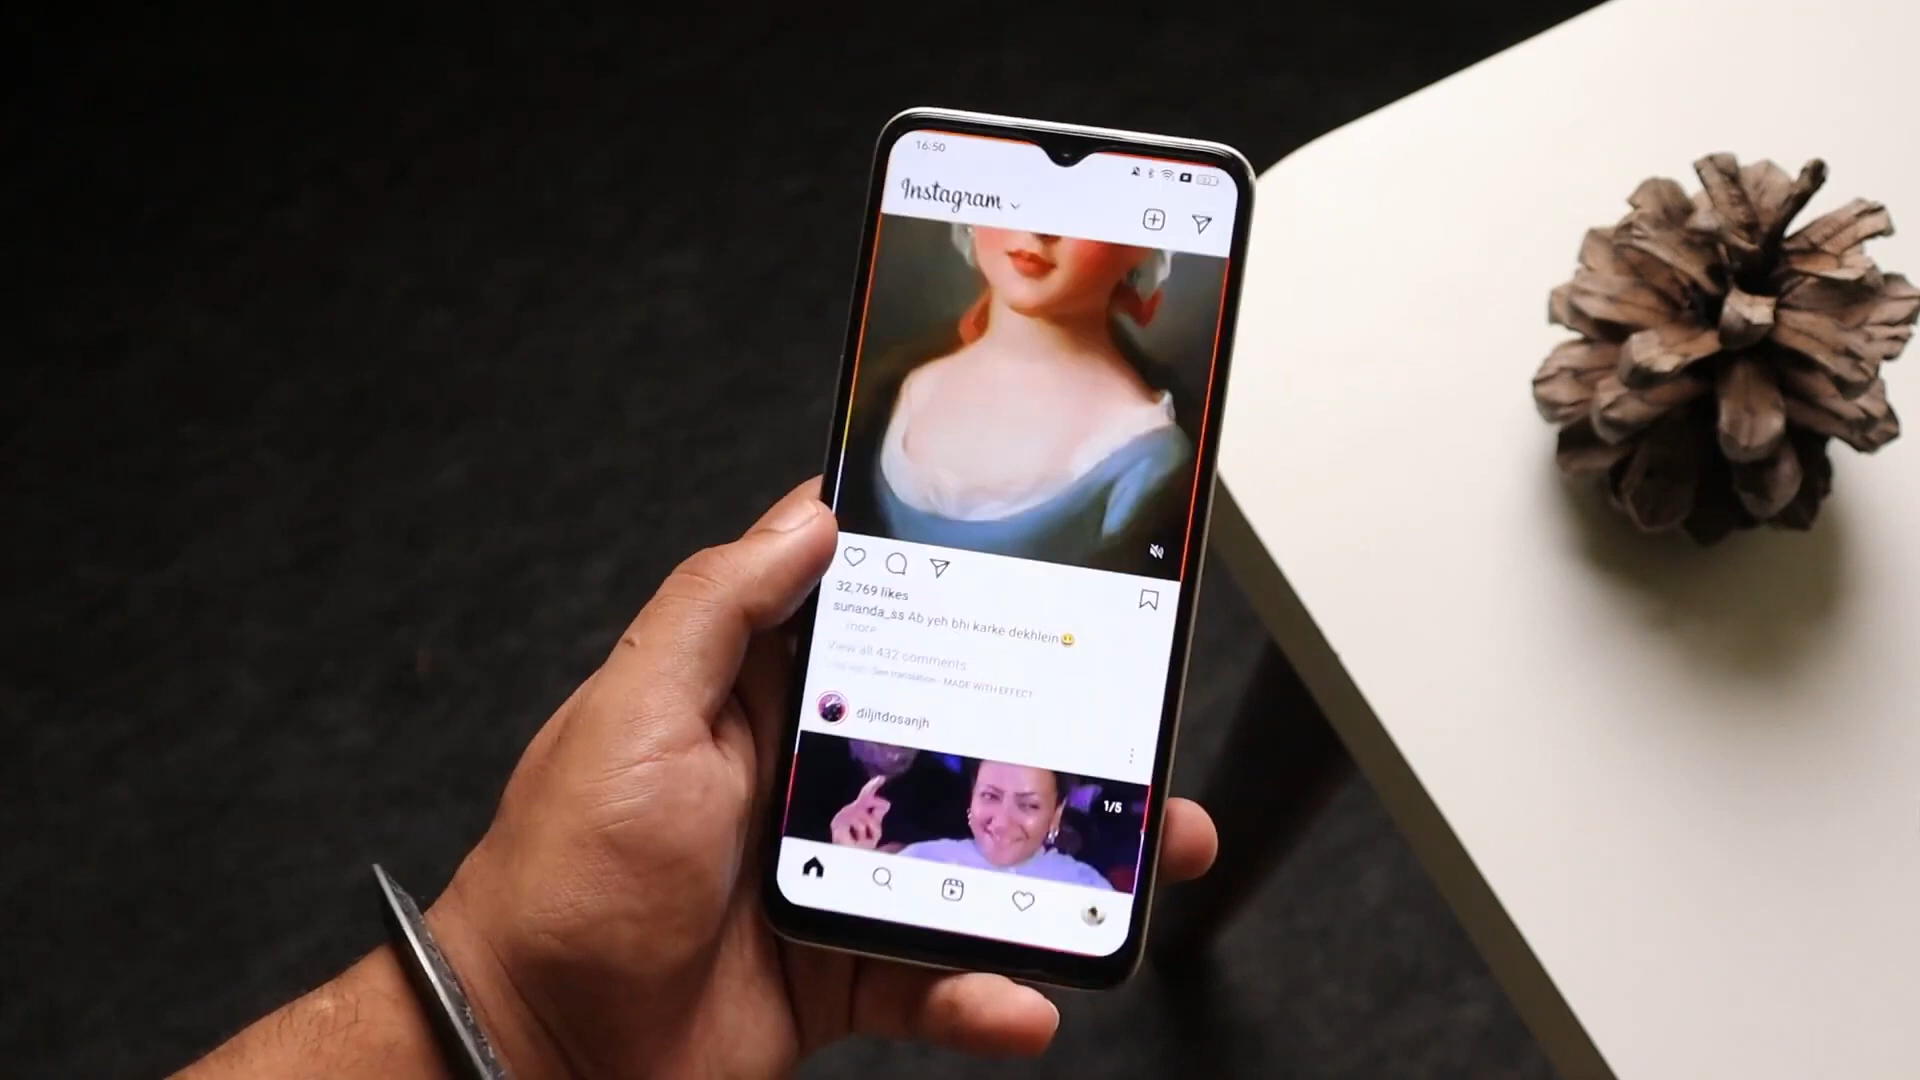 16:50
Instagram
32,769 likes
sunanda_ss Ab yeh bhi karke dekhlein😃
more
View all 432 comments
See translation · MADE WITH EFFECT
diljitdosanjh
1/5